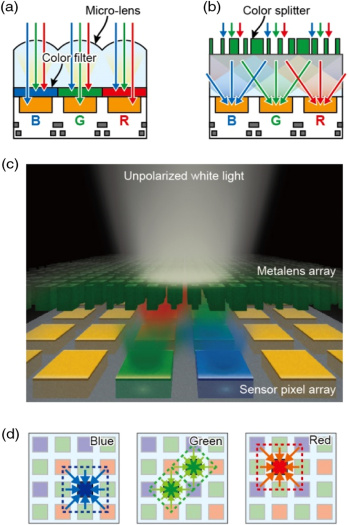 (a)
Micro-lens
Color filter
B
G
R
(b)
Color splitter
B
G
R
(c)
Unpolarized white light
Metalens array
Sensor pixel array
(d)
Blue
Green
Red